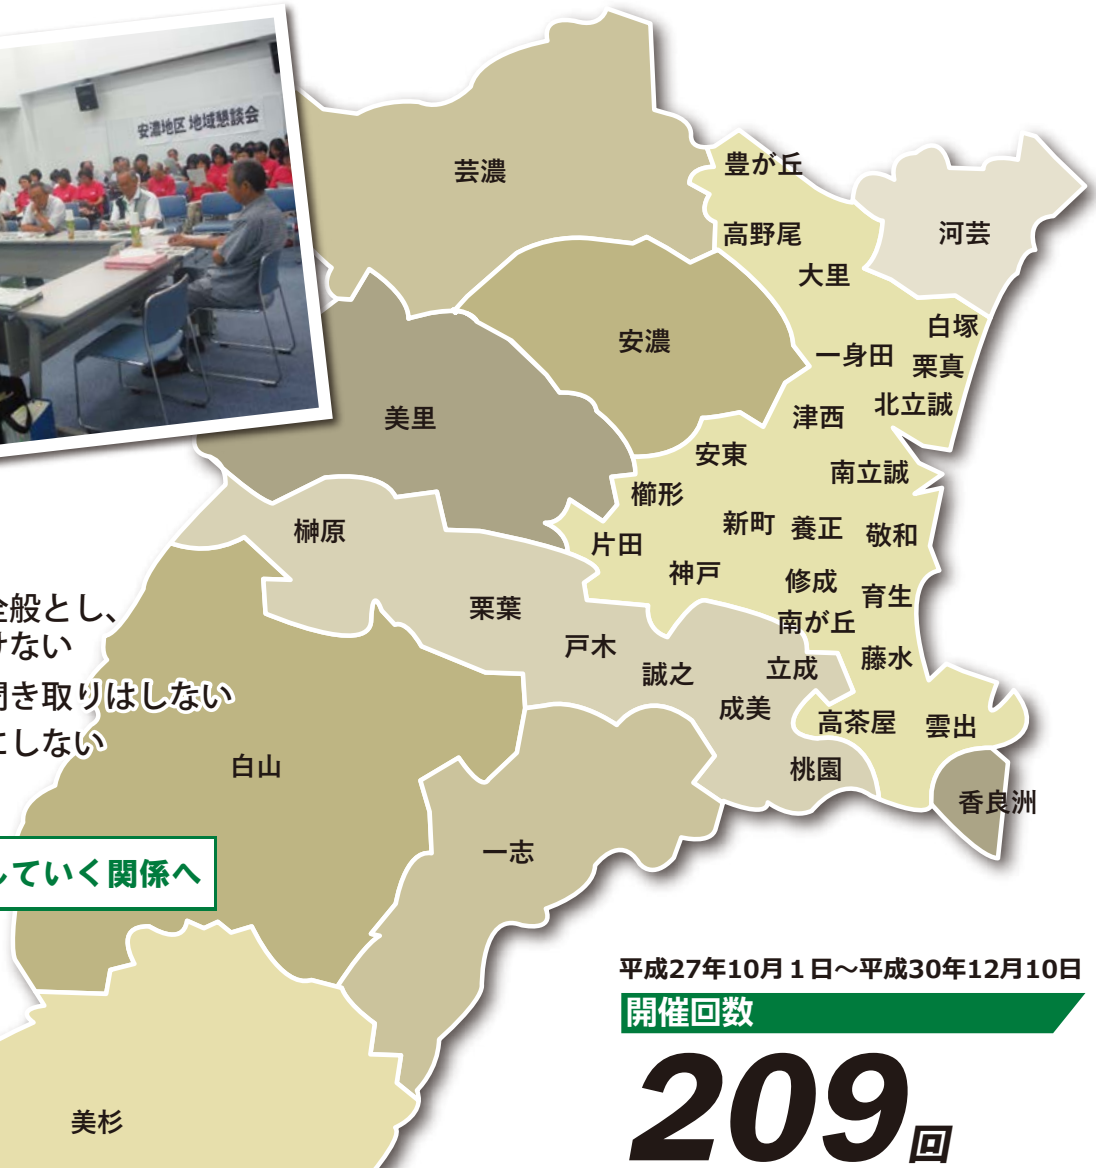 安濃地区 地域懇談会
芸濃
豊が丘
高野尾
河芸
大里
白塚
安濃
一身田
栗真
北立誠
津西
美里
安東
南立誠
櫛形
新町
養正
敬和
榊原
片田
神戸
修成
育生
栗葉
南が丘
戸木
藤水
誠之
立成
成美
高茶屋
雲出
桃園
香良洲
全般とし、
けない
聞き取りはしない
にしない
白山
一志
していく関係へ
美杉
平成27年10月1日～平成30年12月10日
開催回数
209回